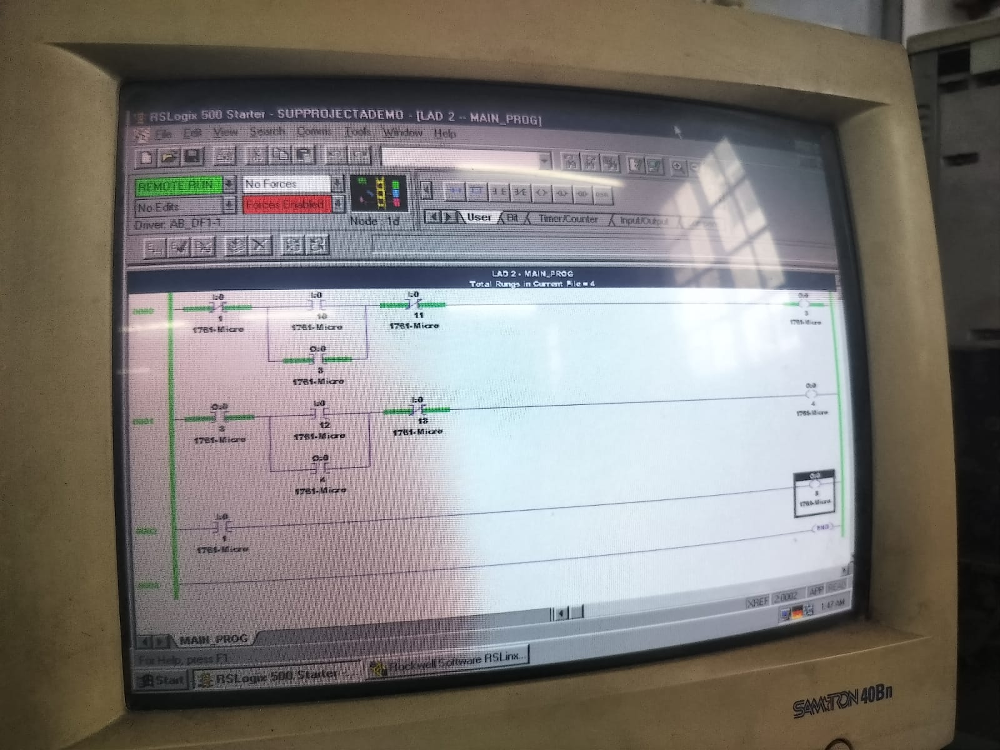 RSLogix 500 Starter - SUPPROJECTADEMO - [LAD 2 -- MAIN_PROG]
File Edit View Search Comms Tools Window Help
REMOTE RUN No Forces
No Edits Forces Enabled
Driver: AB_DF1-1 Node : 1d
User Bit Timer/Counter Input/Output
LAD 2 - MAIN_PROG
Total Rungs in Current File = 4
I:0 I:0 I:0 O:0
0000
1 10 11 3
1761-Micro 1761-Micro 1761-Micro 1761-Micro
O:0
3
1761-Micro
O:0 I:0 I:0 O:0
0001
3 12 13 4
1761-Micro 1761-Micro 1761-Micro 1761-Micro
O:0
4
1761-Micro
I:0 O:0
0002
1
1761-Micro 1761-Micro
0003 END
XREF 2:0002 APP READ
MAIN_PROG
For Help, press F1
Start RSLogix 500 Starter -... Rockwell Software RSLinx... 1:47 AM
SAMTRON 40Bn